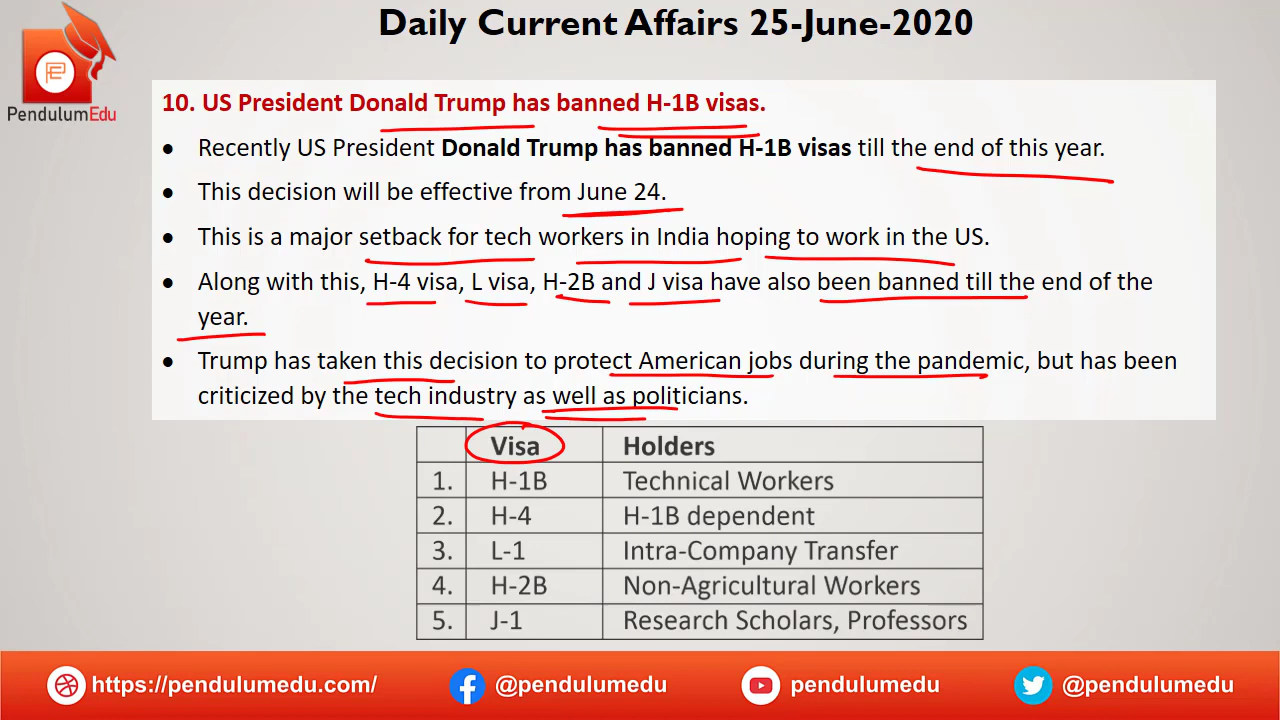 Daily Current Affairs 25-June-2020
PendulumEdu
10. US President Donald Trump has banned H-1B visas.
• Recently US President Donald Trump has banned H-1B visas till the end of this year.
• This decision will be effective from June 24.
• This is a major setback for tech workers in India hoping to work in the US.
• Along with this, H-4 visa, L visa, H-2B and J visa have also been banned till the end of the
year.
• Trump has taken this decision to protect American jobs during the pandemic, but has been
criticized by the tech industry as well as politicians.
Visa Holders
1. H-1B Technical Workers
2. H-4 H-1B dependent
3. L-1 Intra-Company Transfer
4. H-2B Non-Agricultural Workers
5. J-1 Research Scholars, Professors
https://pendulumedu.com/ @pendulumedu pendulumedu @pendulumedu